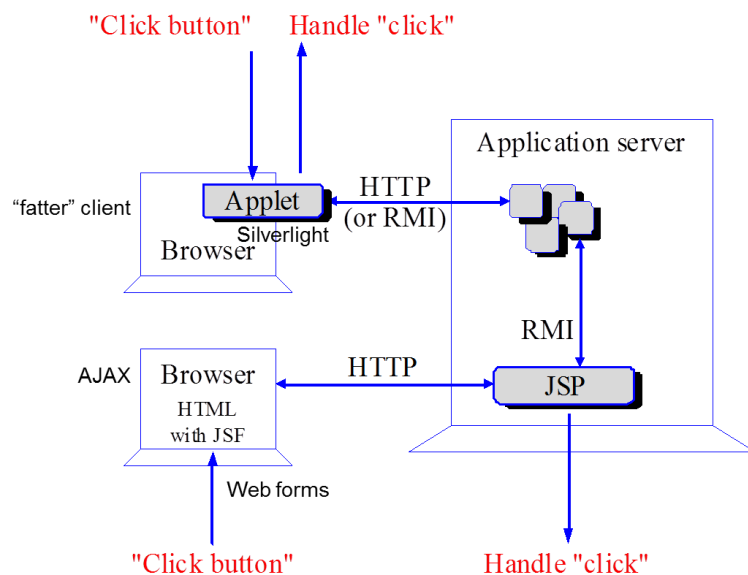 "Click button" Handle "click"
Application server
"fatter" client
Applet
HTTP
(or RMI)
Silverlight
Browser
RMI
AJAX
Browser
HTTP
JSP
HTML
with JSF
Web forms
"Click button"
Handle "click"